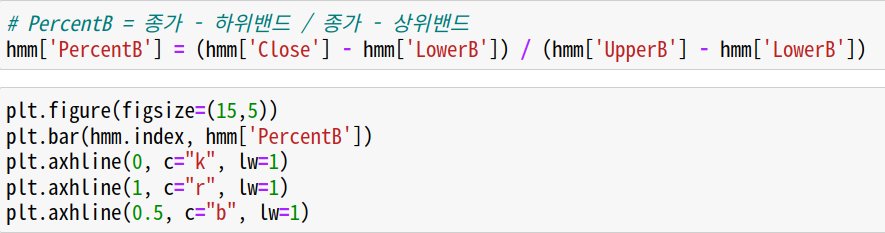 # PercentB = 종가 - 하위밴드 / 종가 - 상위밴드
hmm['PercentB'] = (hmm['Close'] - hmm['LowerB']) / (hmm['UpperB'] - hmm['LowerB'])
plt.figure(figsize=(15,5))
plt.bar(hmm.index, hmm['PercentB'])
plt.axhline(0, c="k", lw=1)
plt.axhline(1, c="r", lw=1)
plt.axhline(0.5, c="b", lw=1)